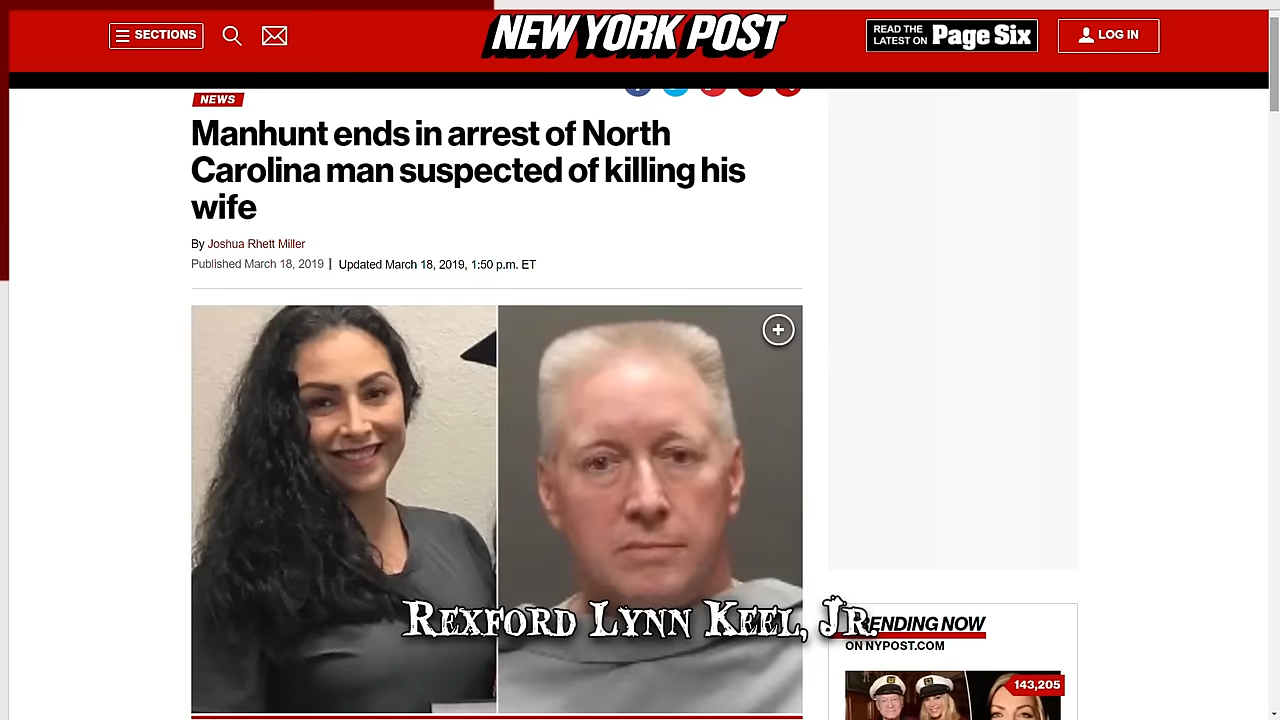 SECTIONS
NEW YORK POST
READ THE
LATEST ON
Page Six
LOG IN
NEWS
Manhunt ends in arrest of North
Carolina man suspected of killing his
wife
By Joshua Rhett Miller
Published March 18, 2019 | Updated March 18, 2019, 1:50 p.m. ET
Rexford Lynn Keel, Jr.
ENDING NOW
ON NYPOST.COM
143,205